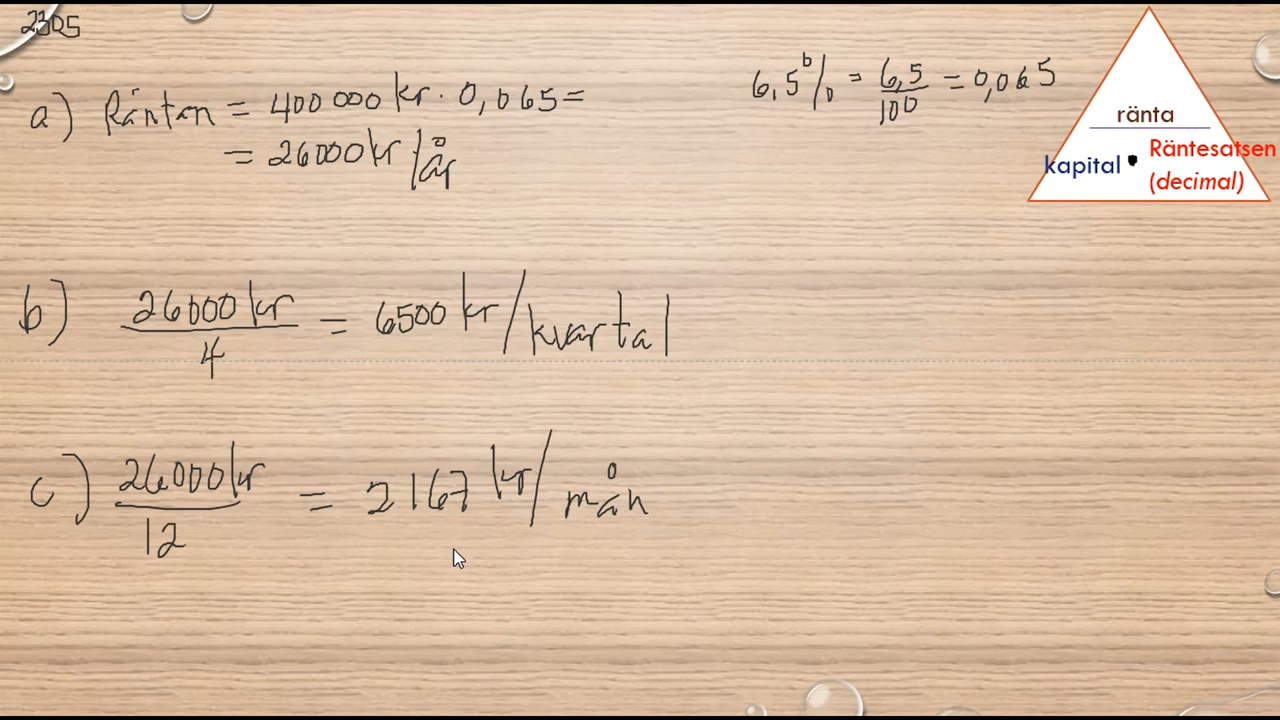 2305
a) Räntan = 400 000 kr · 0,065 =
= 26000 kr/år
6,5% = 6,5/100 = 0,065
ränta
kapital • Räntesatsen
(decimal)
b) 26000 kr/4 = 6500 kr/kvartal
c) 26000 kr/12 = 2167 kr/mån